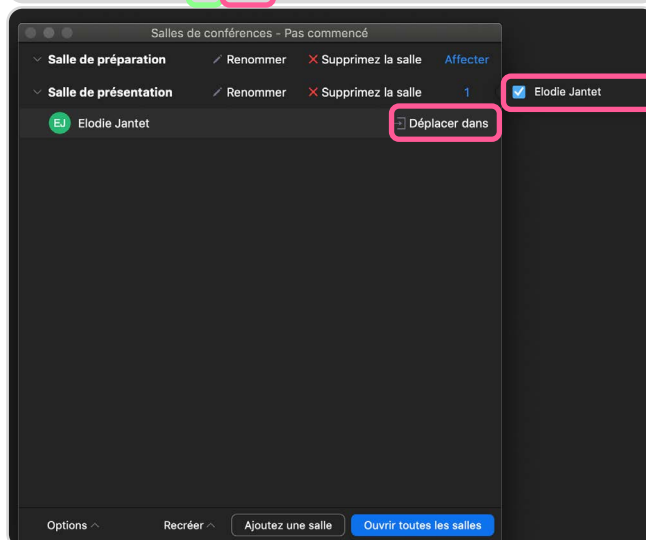 Salles de conférences - Pas commencé
Salle de préparation Renommer Supprimez la salle Affecter
Salle de présentation Renommer Supprimez la salle 1 Elodie Jantet
EJ Elodie Jantet Déplacer dans
Options Recréer Ajoutez une salle Ouvrir toutes les salles